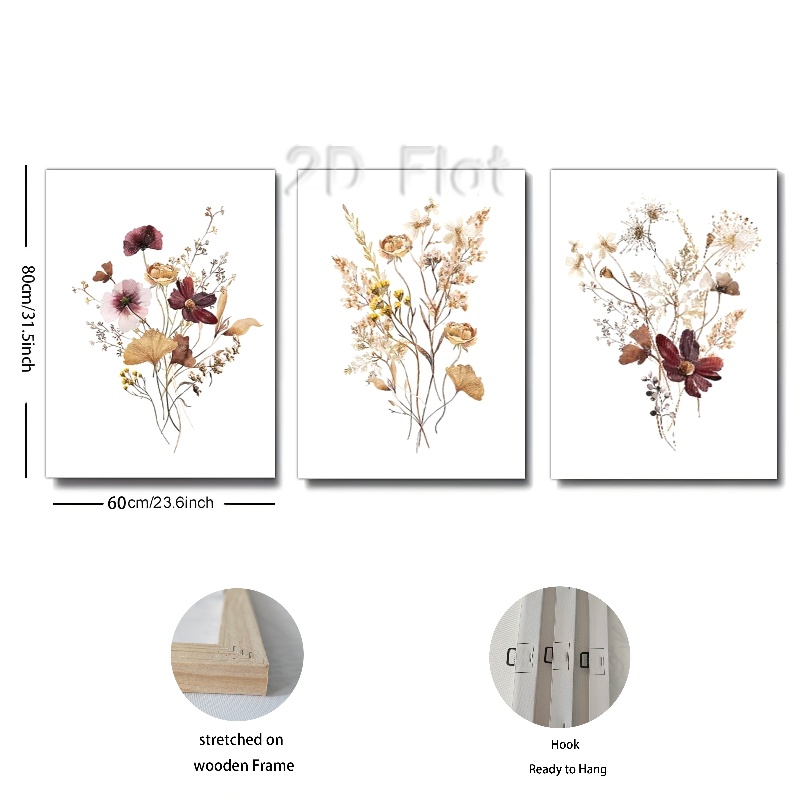 2D Flat
80cm/31.5inch
60cm/23.6inch
stretched on
wooden Frame
Hook
Ready to Hang